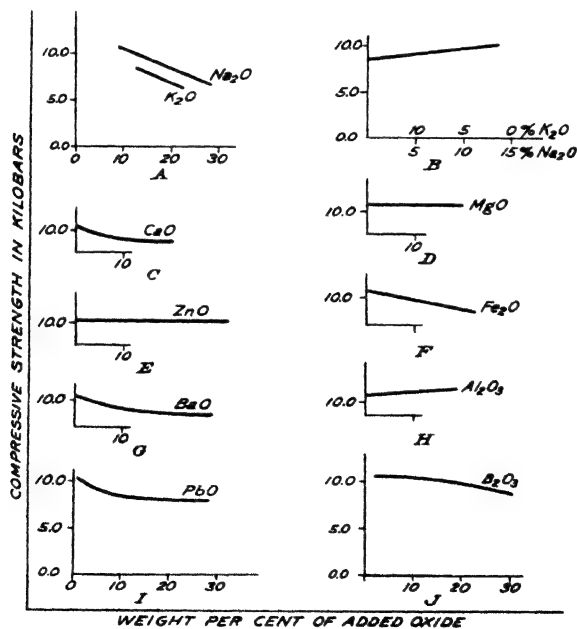 COMPRESSIVE STRENGTH IN KILOBARS
10.0
5.0
0.0
0
10
20
30
Na₂O
K₂O
A
10.0
5.0
0.0
10 5 0 % K₂O
5 10 15 % Na₂O
B
10.0
CaO
10
C
10.0
MgO
10
D
10.0
ZnO
10
E
10.0
Fe₂O
F
10.0
BaO
10
G
10.0
Al₂O₃
H
10.0
5.0
0.0
PbO
0 10 20 30
I
10.0
5.0
0.0
B₂O₃
0 10 20 30
J
WEIGHT PER CENT OF ADDED OXIDE